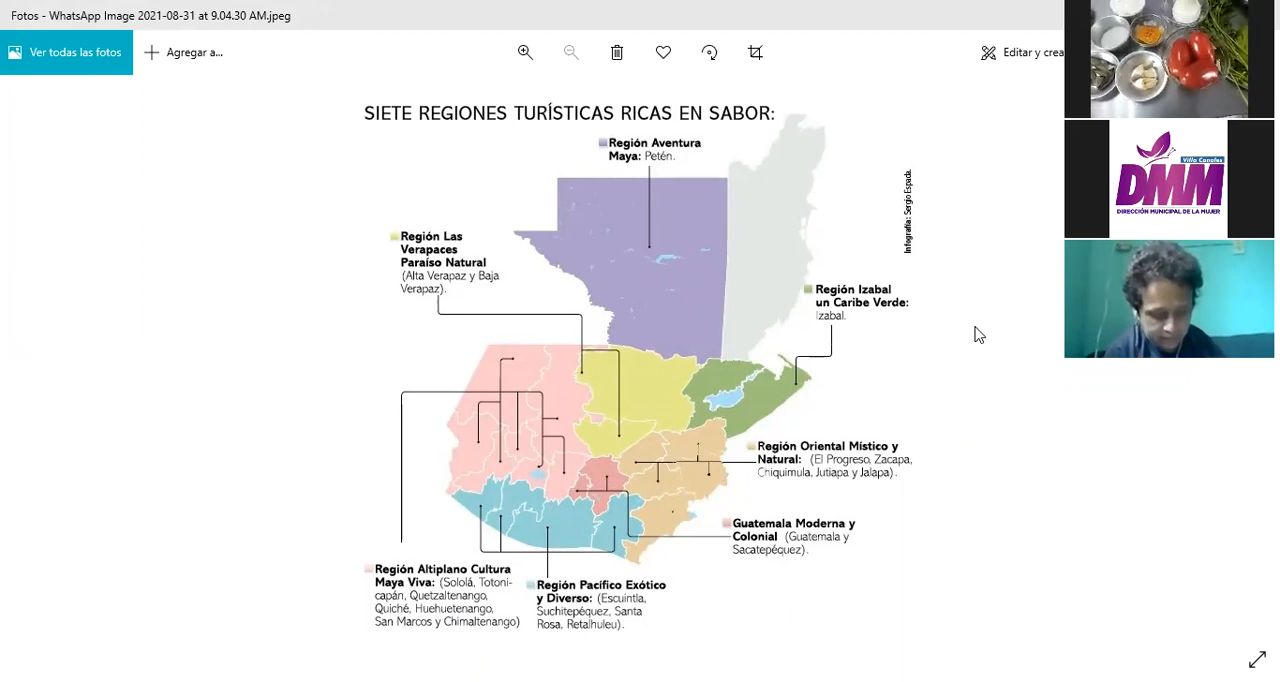 Fotos - WhatsApp Image 2021-08-31 at 9.04.30 AM.jpeg
Ver todas las fotos
Agregar a...
Editar y crea
SIETE REGIONES TURÍSTICAS RICAS EN SABOR:
Región Aventura
Maya: Petén.
Infografía: Sergio Espada.
Región Las
Verapaces
Paraíso Natural
(Alta Verapaz y Baja
Verapaz).
Región Izabal
un Caribe Verde:
Izabal.
Región Oriental Místico y
Natural: (El Progreso, Zacapa,
Chiquimula, Jutiapa y Jalapa).
Guatemala Moderna y
Colonial (Guatemala y
Sacatepéquez).
Región Altiplano Cultura
Maya Viva: (Sololá, Totoni-
capán, Quetzaltenango,
Quiché, Huehuetenango,
San Marcos y Chimaltenango)
Región Pacífico Exótico
y Diverso: (Escuintla,
Suchitepéquez, Santa
Rosa, Retalhuleu).
Villa Canales
DMM
DIRECCIÓN MUNICIPAL DE LA MUJER